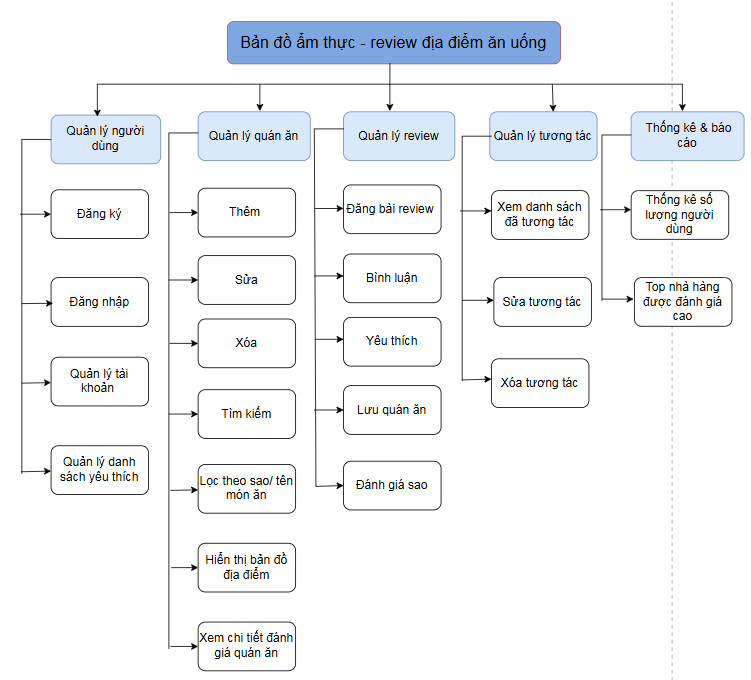 Bản đồ ẩm thực - review địa điểm ăn uống
Quản lý người
dùng
Đăng ký
Đăng nhập
Quản lý tài
khoản
Quản lý danh
sách yêu thích
Quản lý quán ăn
Thêm
Sửa
Xóa
Tìm kiếm
Lọc theo sao/ tên
món ăn
Hiển thị bản đồ
địa điểm
Xem chi tiết đánh
giá quán ăn
Quản lý review
Đăng bài review
Bình luận
Yêu thích
Lưu quán ăn
Đánh giá sao
Quản lý tương tác
Xem danh sách
đã tương tác
Sửa tương tác
Xóa tương tác
Thống kê & báo
cáo
Thống kê số
lượng người
dùng
Top nhà hàng
được đánh giá
cao